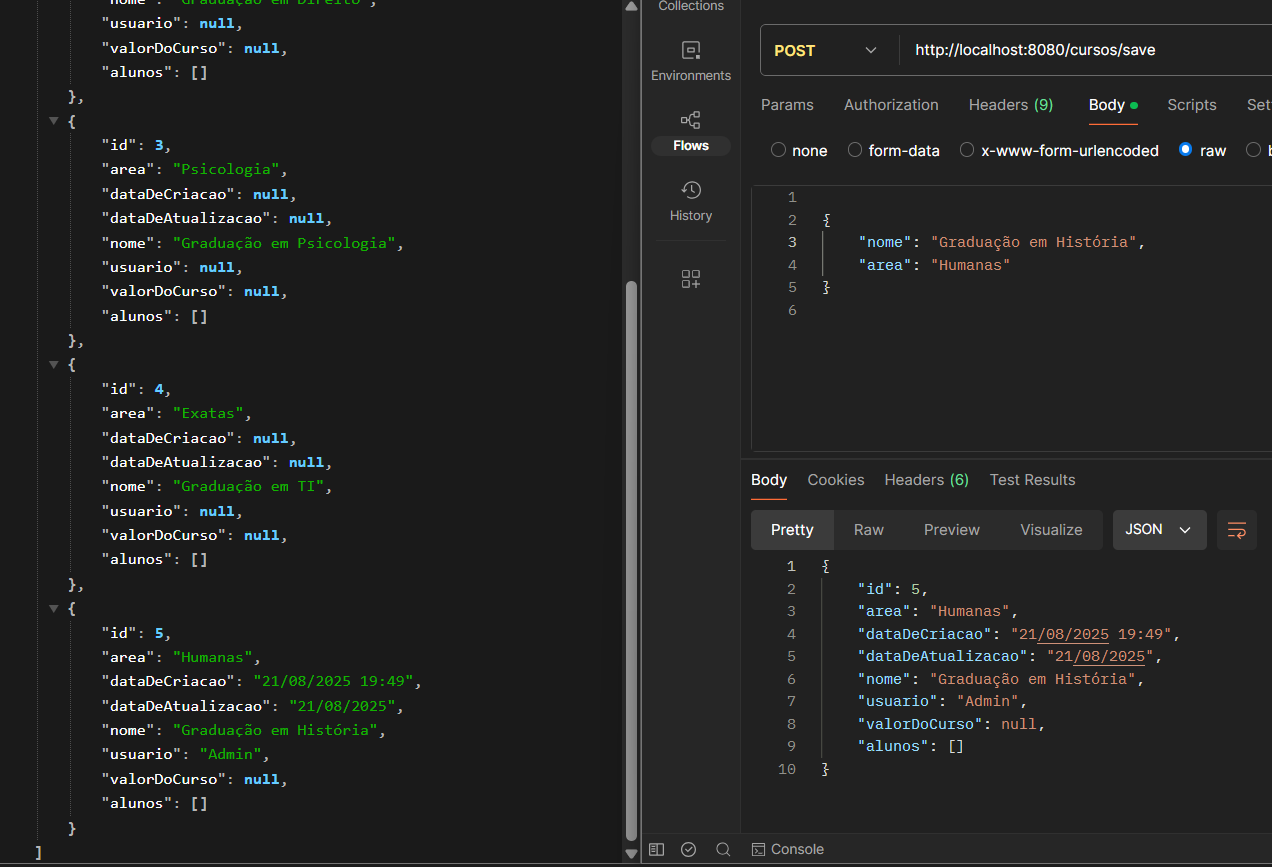 "nome": "Graduação em Direito",
"usuario": null,
"valorDoCurso": null,
"alunos": []
},
{
"id": 3,
"area": "Psicologia",
"dataDeCriacao": null,
"dataDeAtualizacao": null,
"nome": "Graduação em Psicologia",
"usuario": null,
"valorDoCurso": null,
"alunos": []
},
{
"id": 4,
"area": "Exatas",
"dataDeCriacao": null,
"dataDeAtualizacao": null,
"nome": "Graduação em TI",
"usuario": null,
"valorDoCurso": null,
"alunos": []
},
{
"id": 5,
"area": "Humanas",
"dataDeCriacao": "21/08/2025 19:49",
"dataDeAtualizacao": "21/08/2025",
"nome": "Graduação em História",
"usuario": "Admin",
"valorDoCurso": null,
"alunos": []
}
]
Collections
Environments
Flows
History
POST http://localhost:8080/cursos/save
Params Authorization Headers (9) Body Scripts Set
none form-data x-www-form-urlencoded raw b
1
2 {
3 "nome": "Graduação em História",
4 "area": "Humanas"
5 }
6
Body Cookies Headers (6) Test Results
Pretty Raw Preview Visualize JSON
1 {
2 "id": 5,
3 "area": "Humanas",
4 "dataDeCriacao": "21/08/2025 19:49",
5 "dataDeAtualizacao": "21/08/2025",
6 "nome": "Graduação em História",
7 "usuario": "Admin",
8 "valorDoCurso": null,
9 "alunos": []
10 }
Console